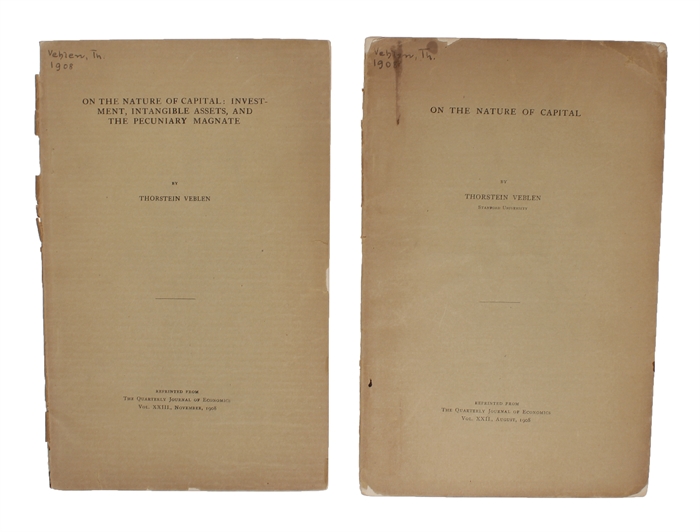 Veblen, Th.
1908
ON THE NATURE OF CAPITAL: INVEST-
MENT, INTANGIBLE ASSETS, AND
THE PECUNIARY MAGNATE
BY
THORSTEIN VEBLEN
REPRINTED FROM
THE QUARTERLY JOURNAL OF ECONOMICS
VOL. XXIII., NOVEMBER, 1908
Veblen, Th.
1908
ON THE NATURE OF CAPITAL
BY
THORSTEIN VEBLEN
STANFORD UNIVERSITY
REPRINTED FROM
THE QUARTERLY JOURNAL OF ECONOMICS
VOL. XXII., AUGUST, 1908